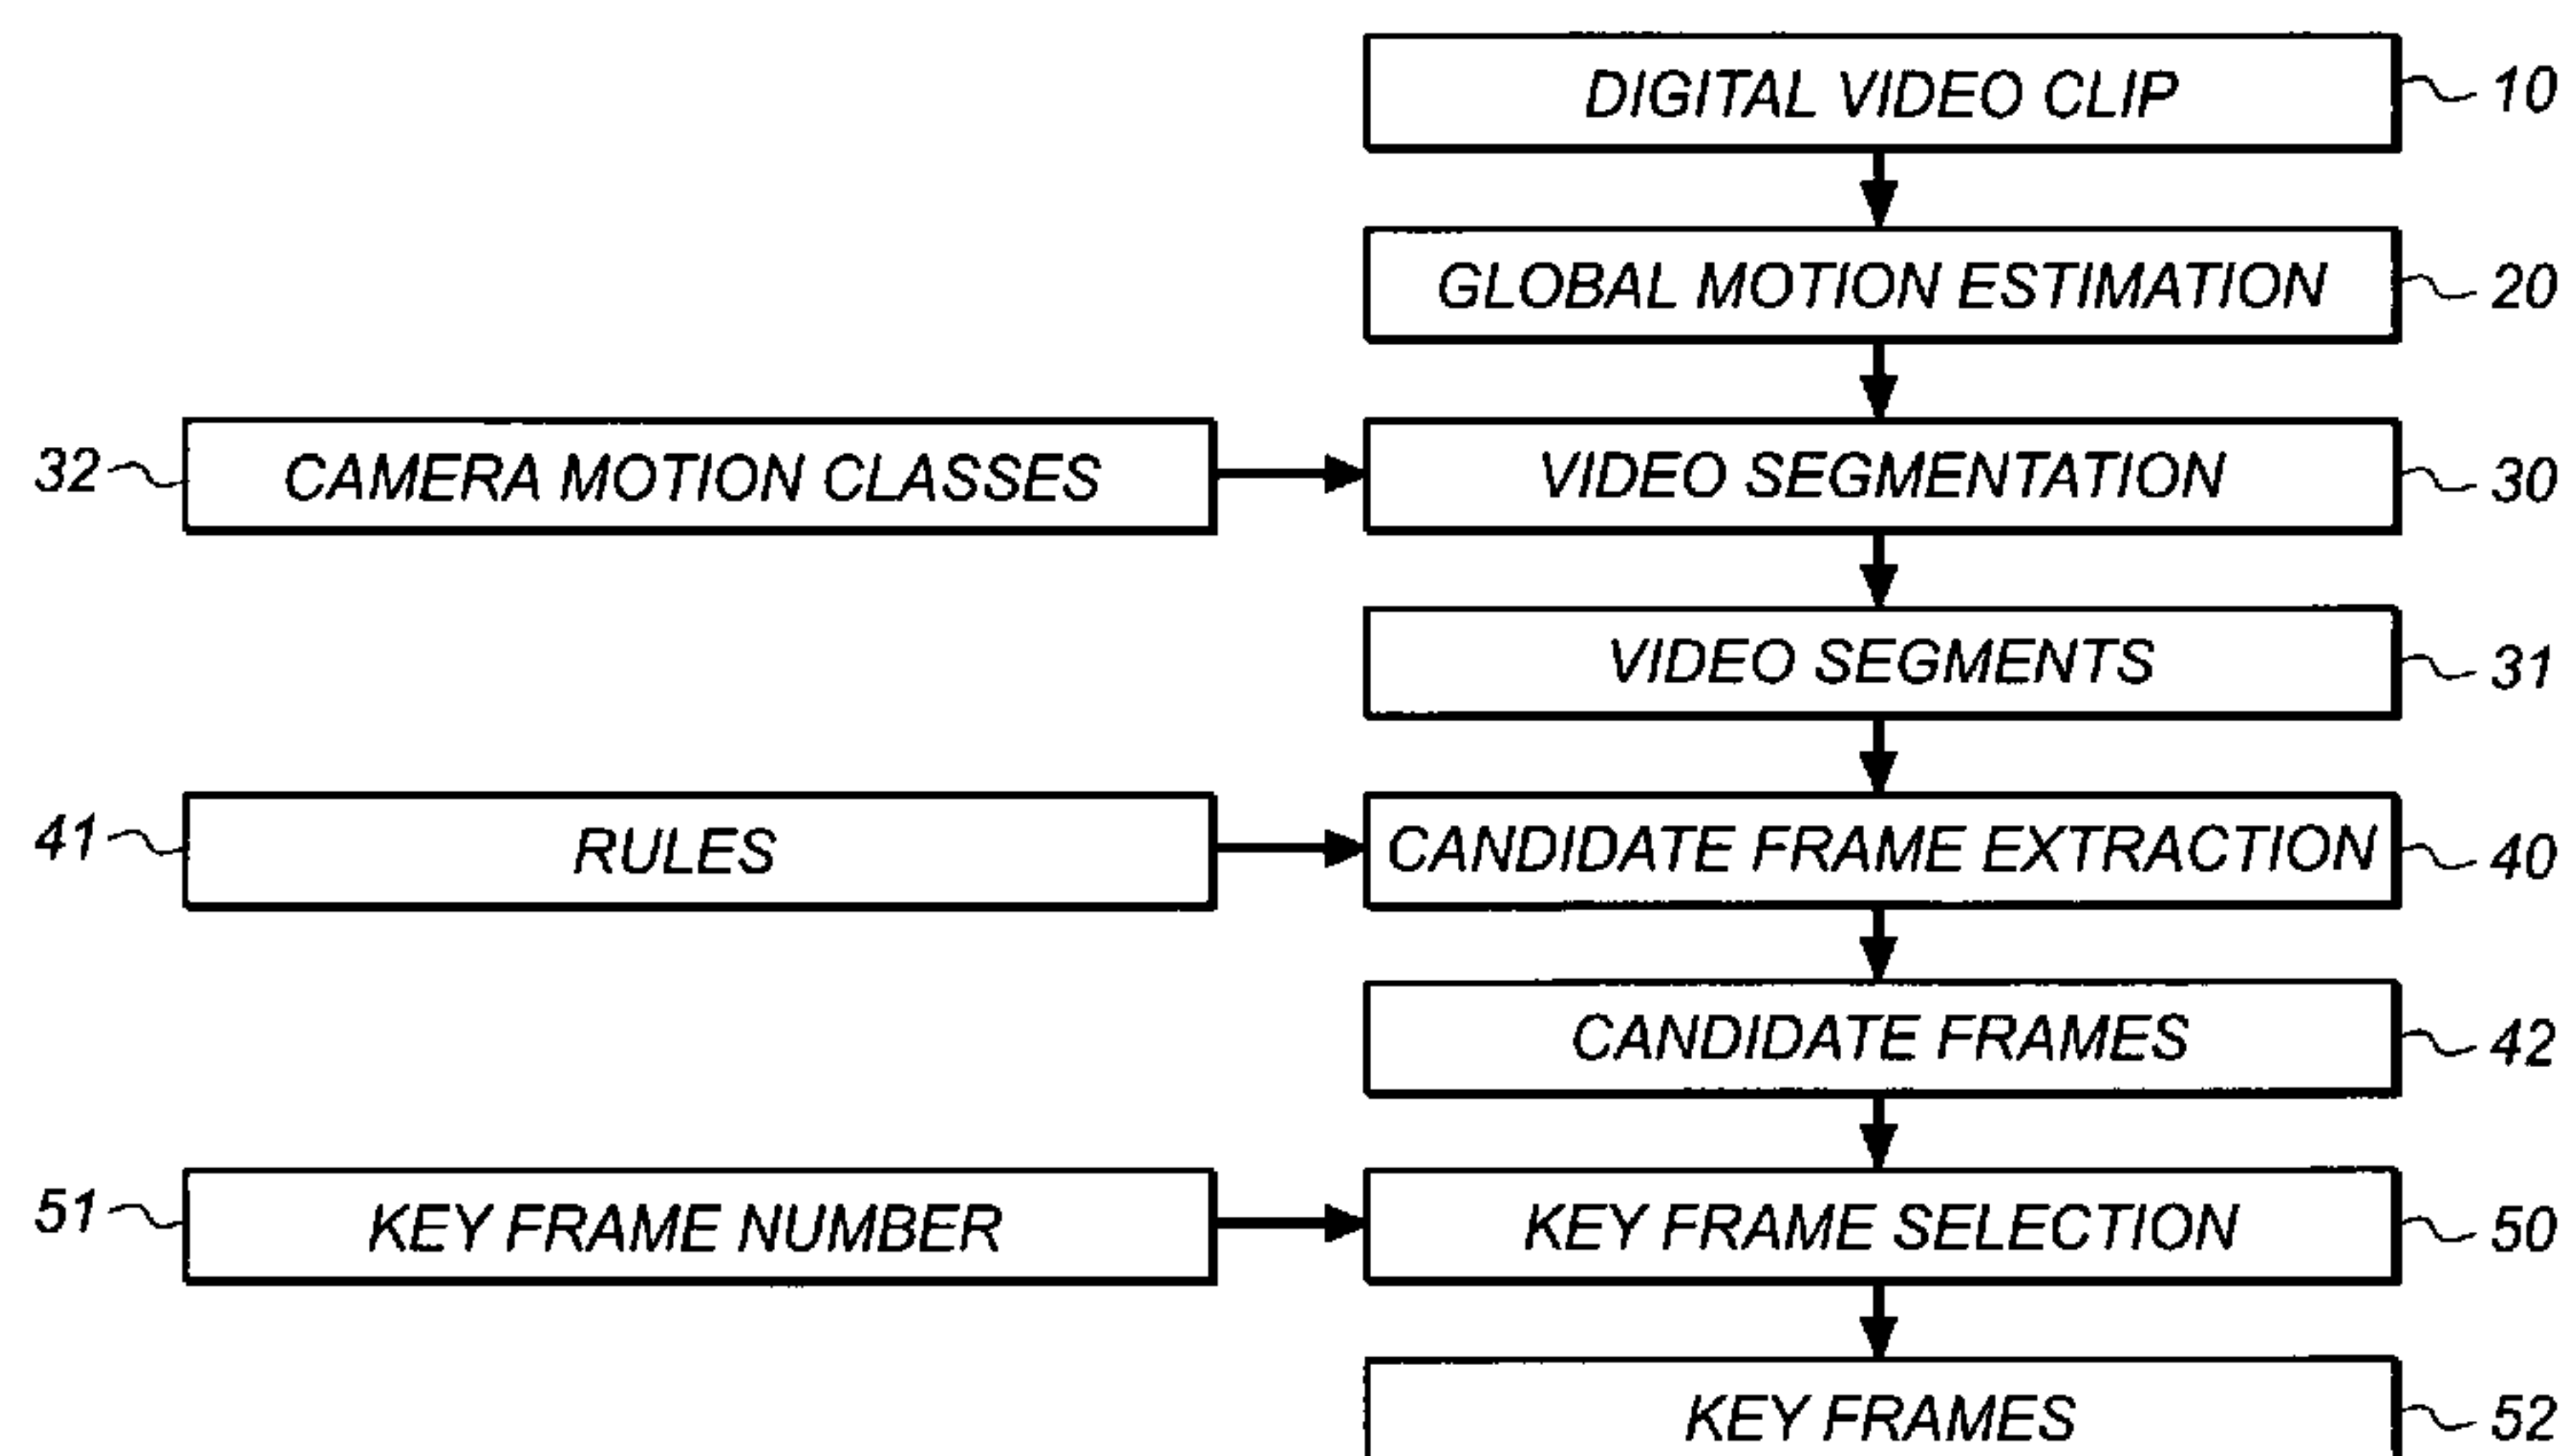 DIGITAL VIDEO CLIP 10
GLOBAL MOTION ESTIMATION 20
32 CAMERA MOTION CLASSES VIDEO SEGMENTATION 30
VIDEO SEGMENTS 31
41 RULES CANDIDATE FRAME EXTRACTION 40
CANDIDATE FRAMES 42
51 KEY FRAME NUMBER KEY FRAME SELECTION 50
KEY FRAMES 52